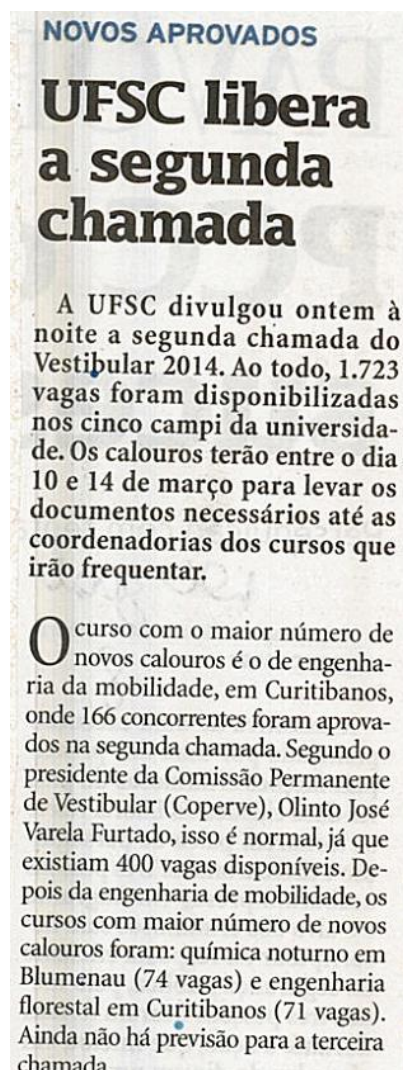 NOVOS APROVADOS
UFSC libera
a segunda
chamada
A UFSC divulgou ontem à
noite a segunda chamada do
Vestibular 2014. Ao todo, 1.723
vagas foram disponibilizadas
nos cinco campi da universida-
de. Os calouros terão entre o dia
10 e 14 de março para levar os
documentos necessários até as
coordenadorias dos cursos que
irão frequentar.
O curso com o maior número de
novos calouros é o de engenha-
ria da mobilidade, em Curitibanos,
onde 166 concorrentes foram aprova-
dos na segunda chamada. Segundo o
presidente da Comissão Permanente
de Vestibular (Coperve), Olinto José
Varela Furtado, isso é normal, já que
existiam 400 vagas disponíveis. De-
pois da engenharia de mobilidade, os
cursos com maior número de novos
calouros foram: química noturno em
Blumenau (74 vagas) e engenharia
florestal em Curitibanos (71 vagas).
Ainda não há previsão para a terceira
chamada